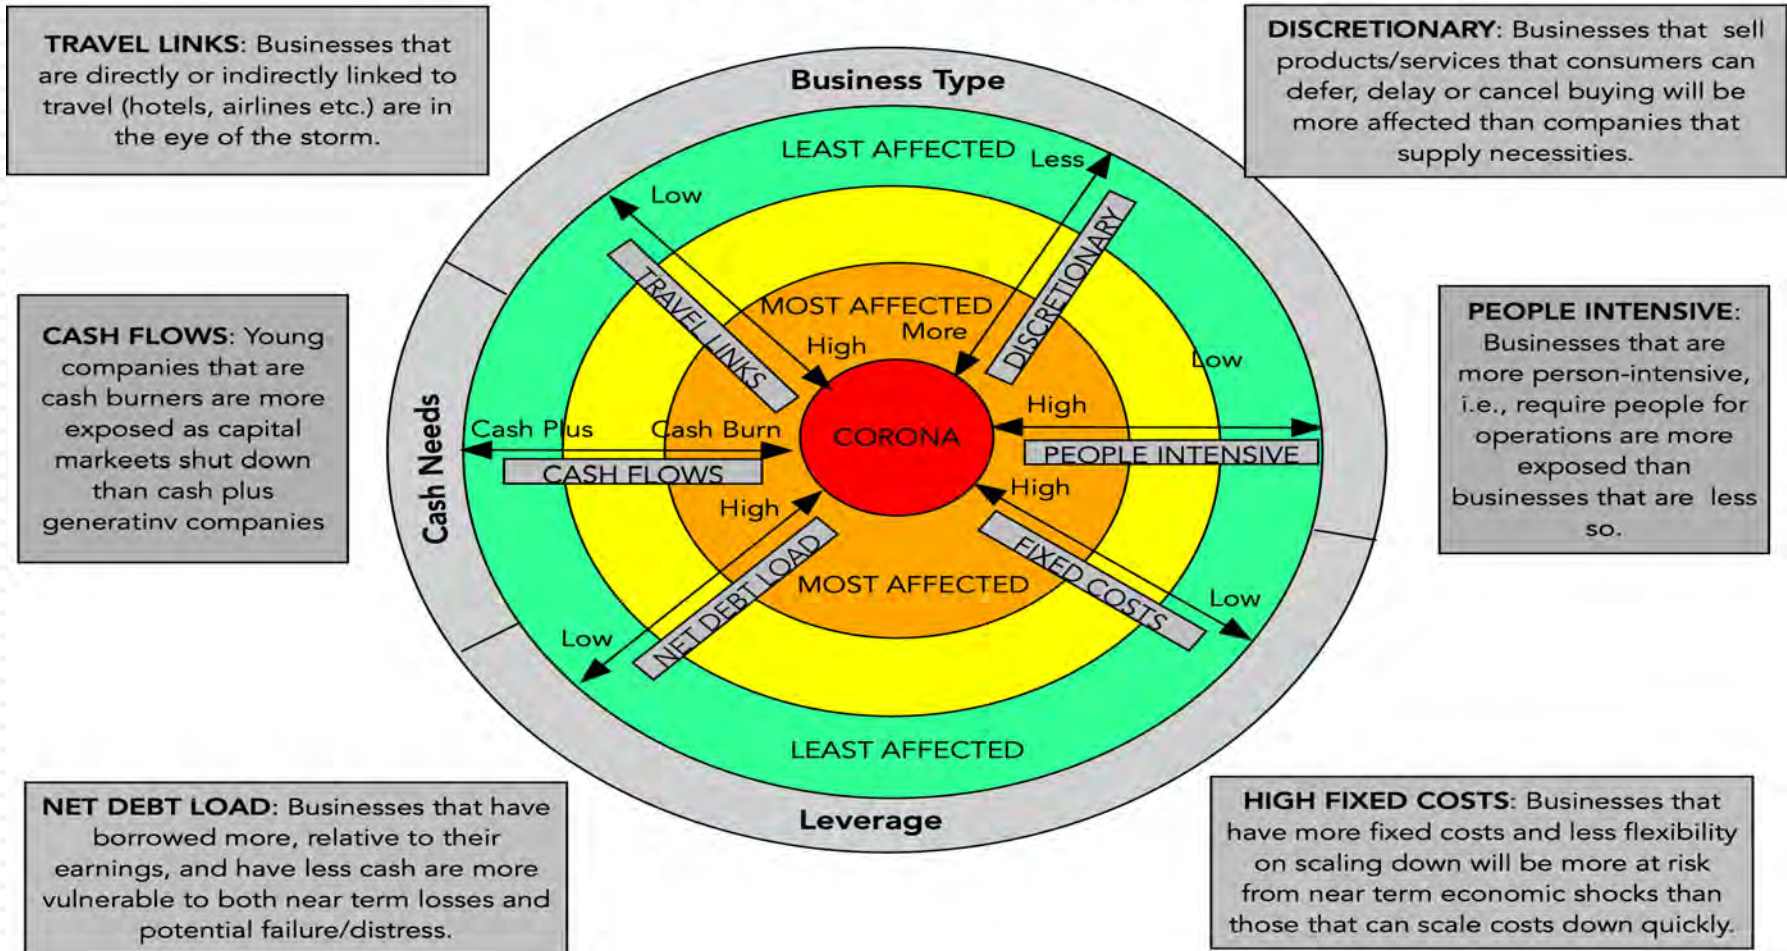 TRAVEL LINKS: Businesses that
are directly or indirectly linked to
travel (hotels, airlines etc.) are in
the eye of the storm.
DISCRETIONARY: Businesses that sell
products/services that consumers can
defer, delay or cancel buying will be
more affected than companies that
supply necessities.
Business Type
LEAST AFFECTED
Less
Low
TRAVEL LINKS
DISCRETIONARY
MOST AFFECTED
More
High
Low
CASH FLOWS: Young
companies that are
cash burners are more
exposed as capital
markeets shut down
than cash plus
generatinv companies
Cash Needs
Cash Plus
Cash Burn
CASH FLOWS
CORONA
High
PEOPLE INTENSIVE
PEOPLE INTENSIVE:
Businesses that are
more person-intensive,
i.e., require people for
operations are more
exposed than
businesses that are less
so.
High
High
NET DEBT LOAD
FIXED COSTS
MOST AFFECTED
Low
Low
LEAST AFFECTED
Leverage
NET DEBT LOAD: Businesses that have
borrowed more, relative to their
earnings, and have less cash are more
vulnerable to both near term losses and
potential failure/distress.
HIGH FIXED COSTS: Businesses that
have more fixed costs and less flexibility
on scaling down will be more at risk
from near term economic shocks than
those that can scale costs down quickly.